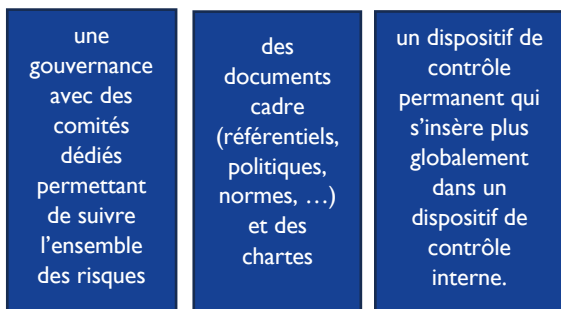 une
gouvernance
avec des
comités
dédiés
permettant
de suivre
l’ensemble
des risques
des
documents
cadre
(référentiels,
politiques,
normes, …)
et des
chartes
un dispositif de
contrôle
permanent qui
s’insère plus
globalement
dans un
dispositif de
contrôle
interne.